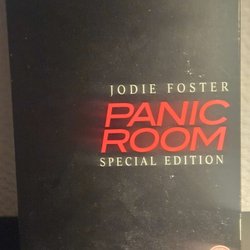 JODIE FOSTER
PANIC
ROOM
SPECIAL EDITION